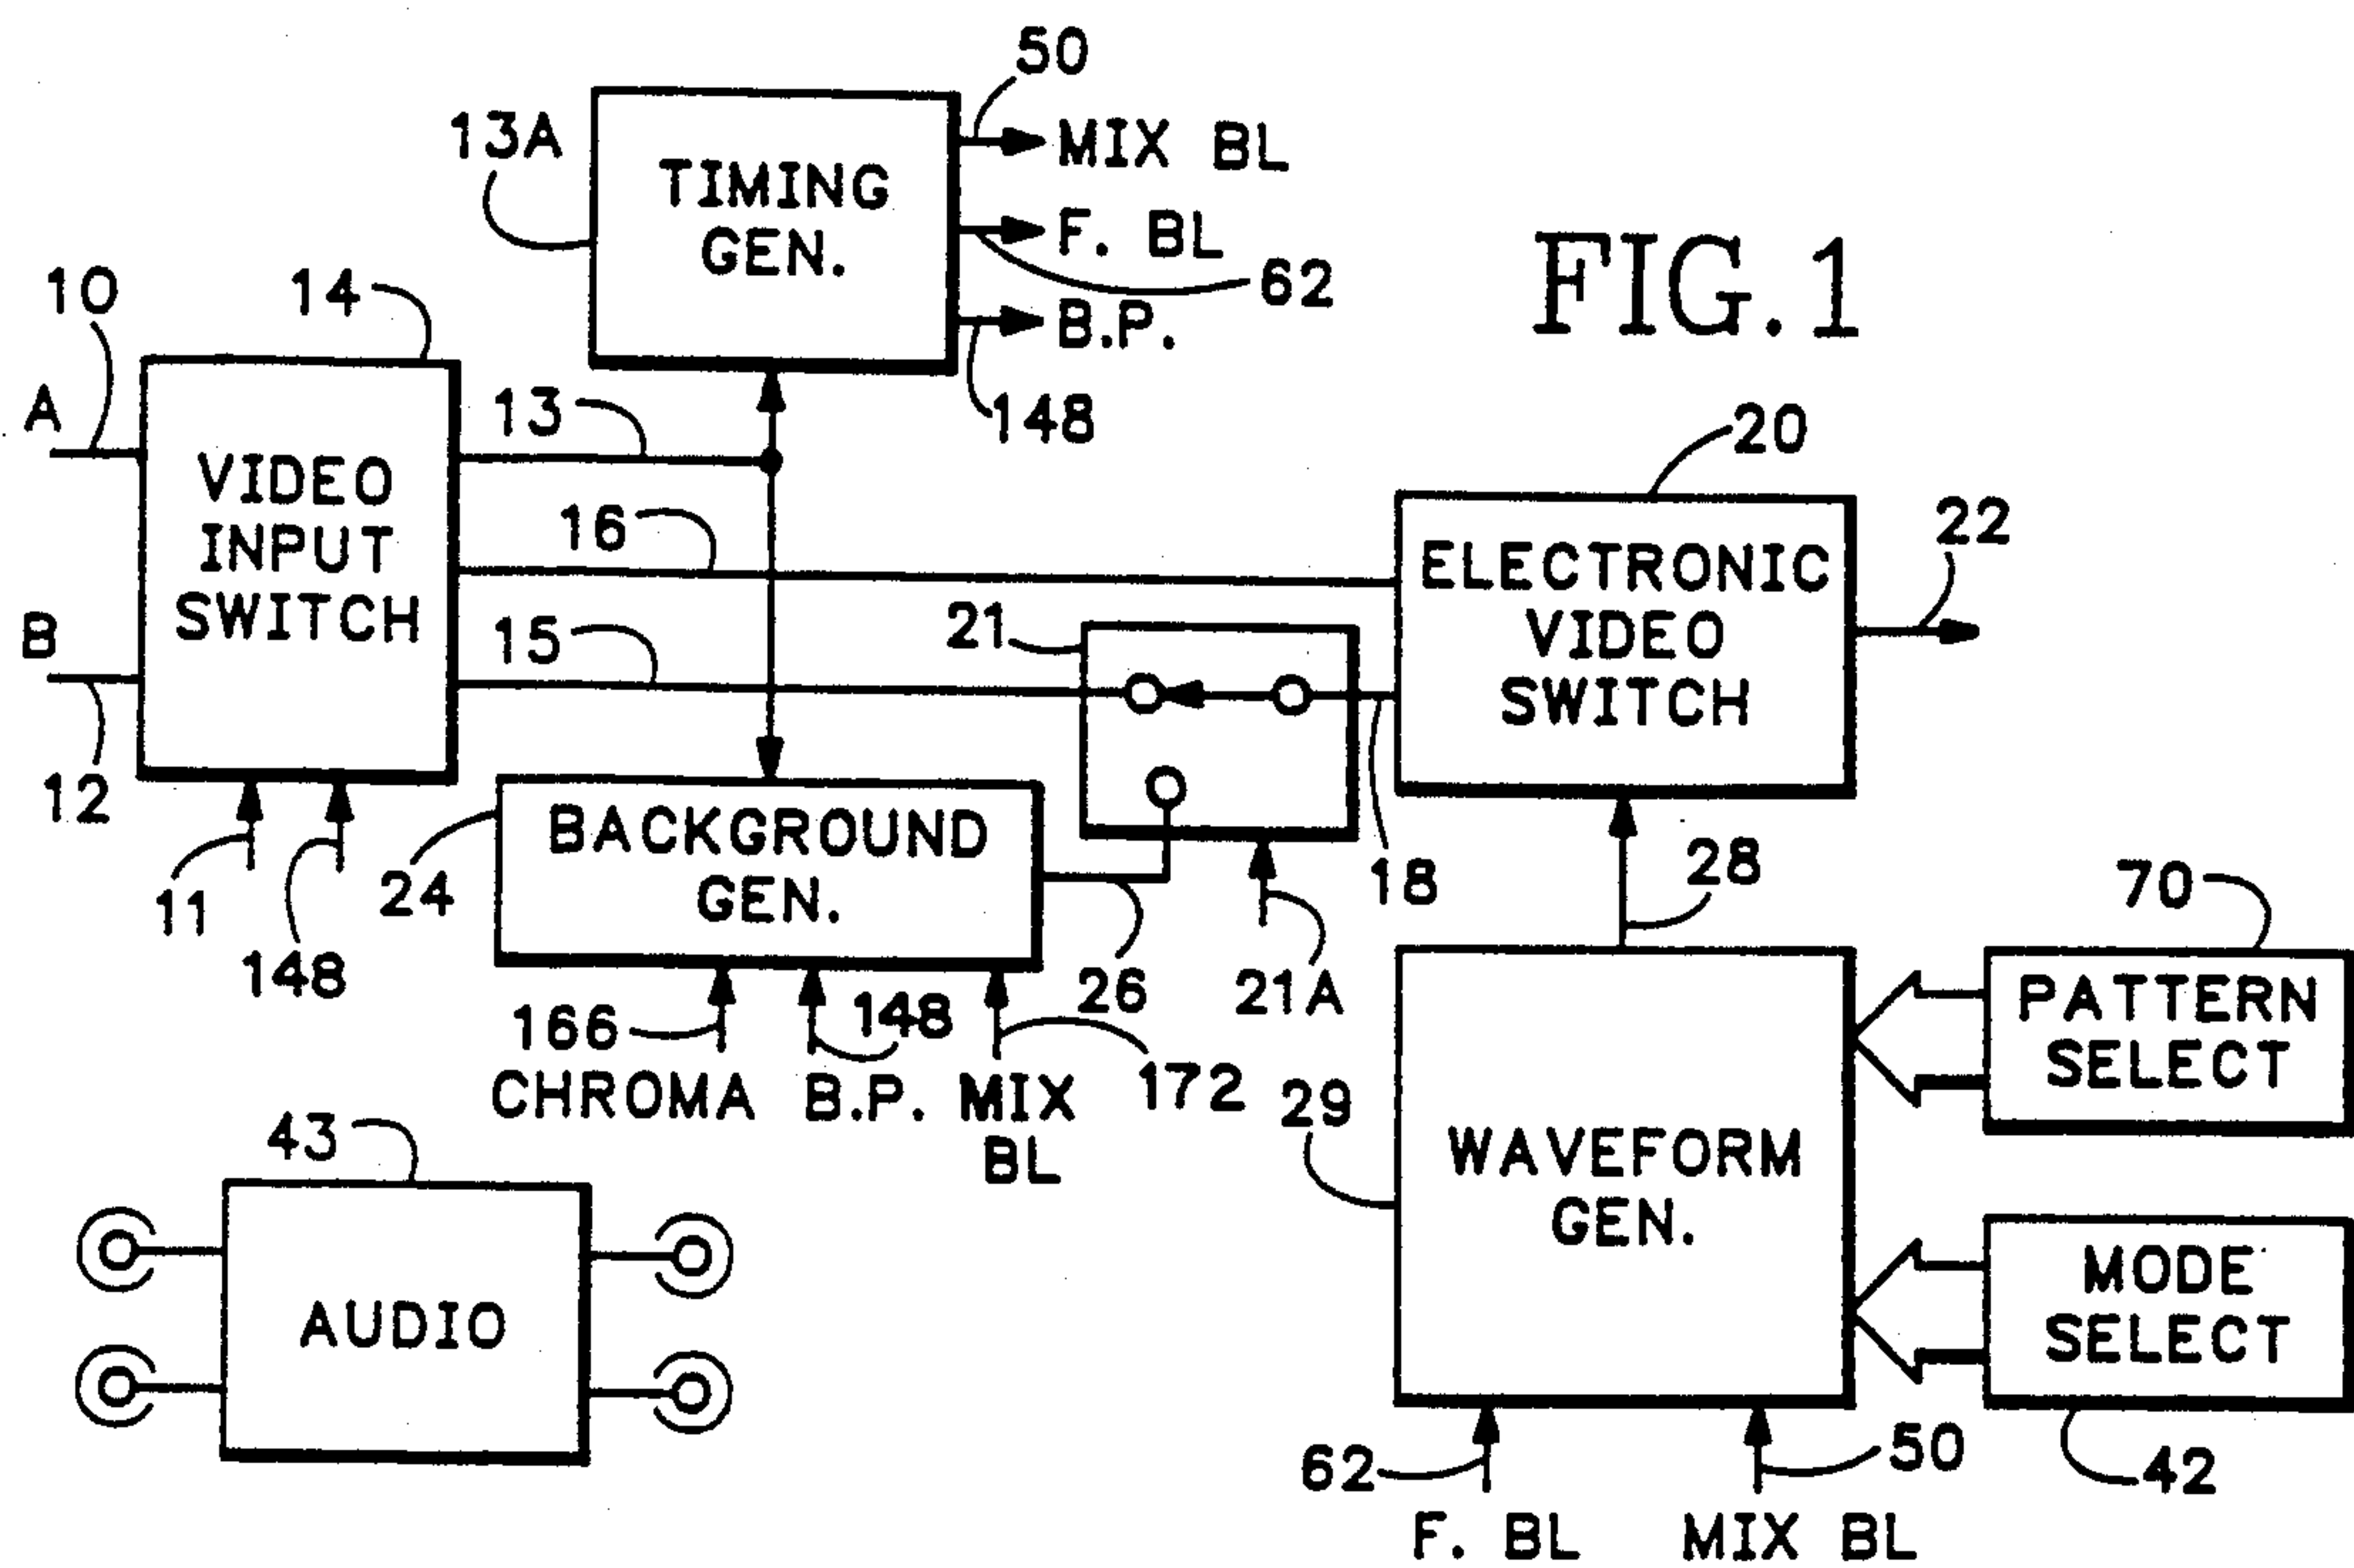 50
13A
TIMING
GEN.
MIX BL
F. BL
62
B.P.
148
FIG. 1
10
14
A
13
VIDEO
INPUT
SWITCH
16
20
22
B
15
21
ELECTRONIC
VIDEO
SWITCH
12
11
148
24
BACKGROUND
GEN.
26
21A
18
28
70
166
148
172
CHROMA B.P. MIX
BL
29
PATTERN
SELECT
WAVEFORM
GEN.
43
AUDIO
MODE
SELECT
62
50
42
F. BL
MIX BL